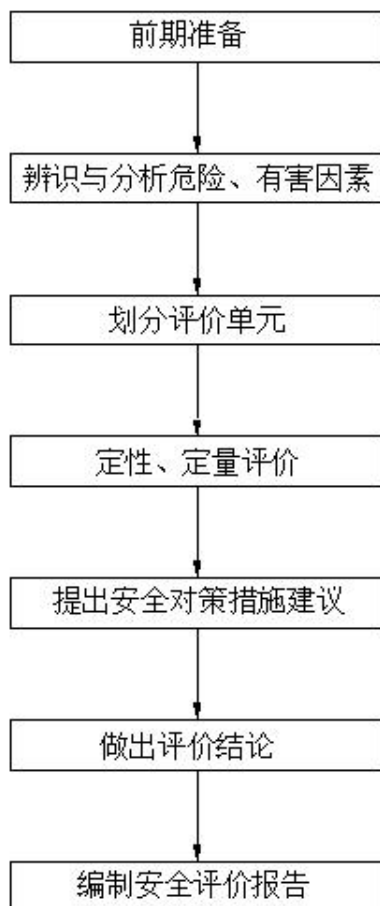 前期准备
辨识与分析危险、有害因素
划分评价单元
定性、定量评价
提出安全对策措施建议
做出评价结论
编制安全评价报告